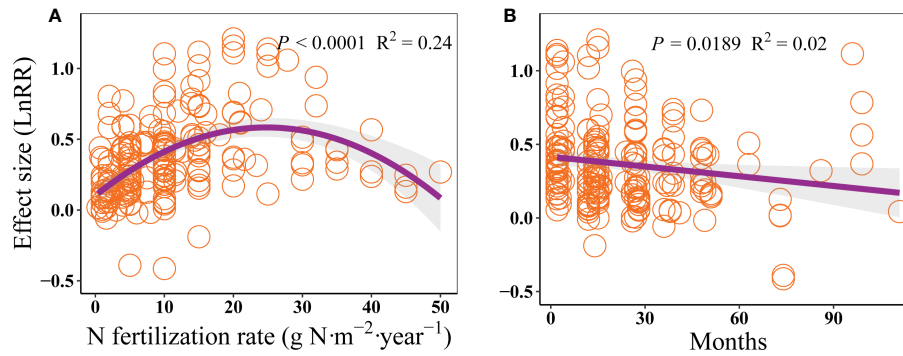 A
P < 0.0001 R² = 0.24
Effect size (LnRR)
1.0
0.5
0.0
−0.5
0 10 20 30 40 50
N fertilization rate (g N·m⁻²·year⁻¹)
B
P = 0.0189 R² = 0.02
1.0
0.5
0.0
−0.5
0 30 60 90
Months